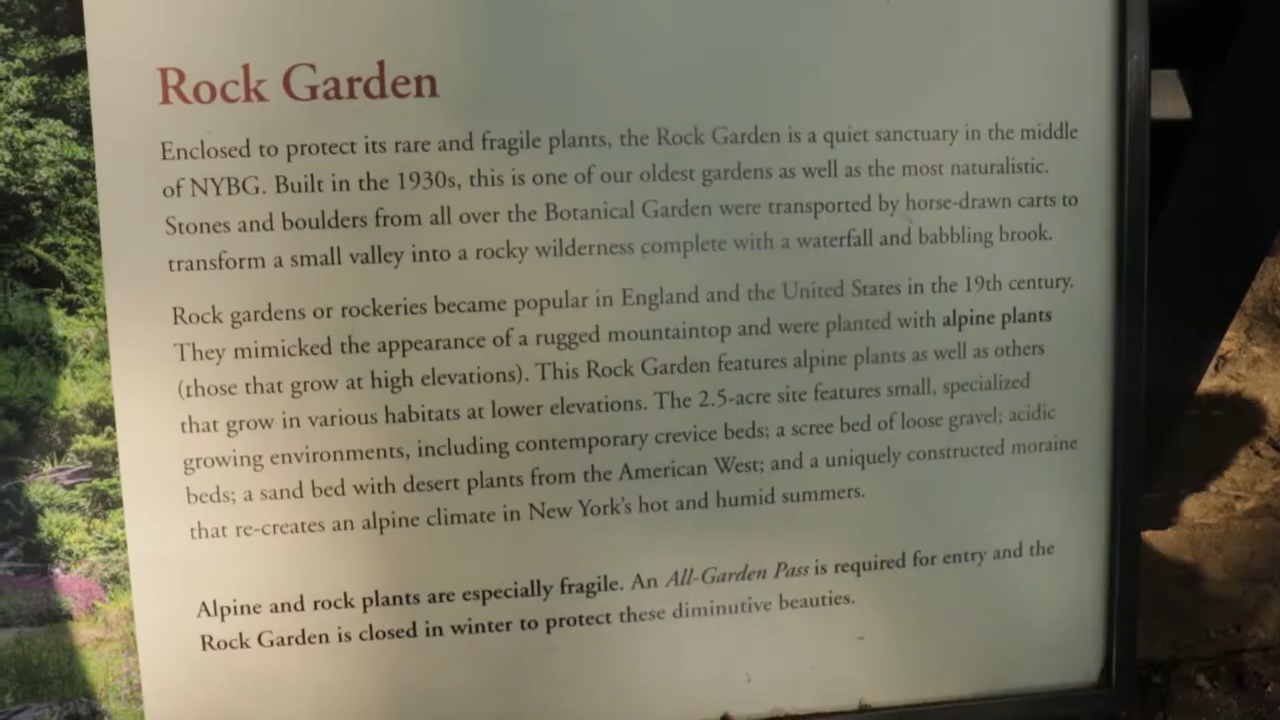 Rock Garden
Enclosed to protect its rare and fragile plants, the Rock Garden is a quiet sanctuary in the middle
of NYBG. Built in the 1930s, this is one of our oldest gardens as well as the most naturalistic.
Stones and boulders from all over the Botanical Garden were transported by horse-drawn carts to
transform a small valley into a rocky wilderness complete with a waterfall and babbling brook.
Rock gardens or rockeries became popular in England and the United States in the 19th century.
They mimicked the appearance of a rugged mountaintop and were planted with alpine plants
(those that grow at high elevations). This Rock Garden features alpine plants as well as others
that grow in various habitats at lower elevations. The 2.5-acre site features small, specialized
growing environments, including contemporary crevice beds; a scree bed of loose gravel; acidic
beds; a sand bed with desert plants from the American West; and a uniquely constructed moraine
that re-creates an alpine climate in New York's hot and humid summers.
Alpine and rock plants are especially fragile. An All-Garden Pass is required for entry and the
Rock Garden is closed in winter to protect these diminutive beauties.